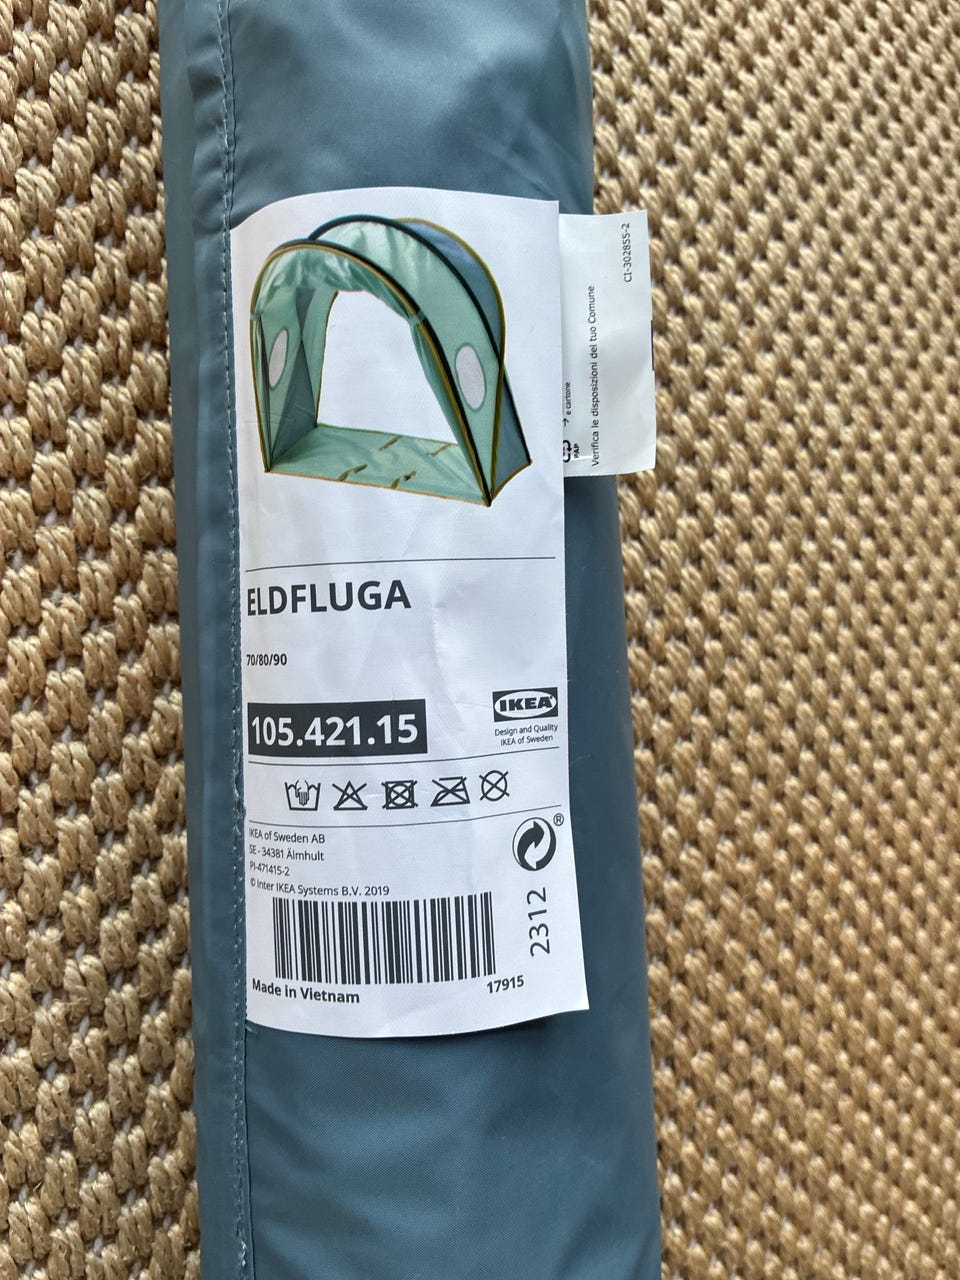 ELDFLUGA
70/80/90
105.421.15
IKEA®
Design and Quality
IKEA of Sweden
IKEA of Sweden AB
SE - 34381 Älmhult
PI-471415-2
© Inter IKEA Systems B.V. 2019
®
2312
Made in Vietnam
17915
PAP
e cartone
Verifica le disposizioni del tuo Comune
CI-302855-2